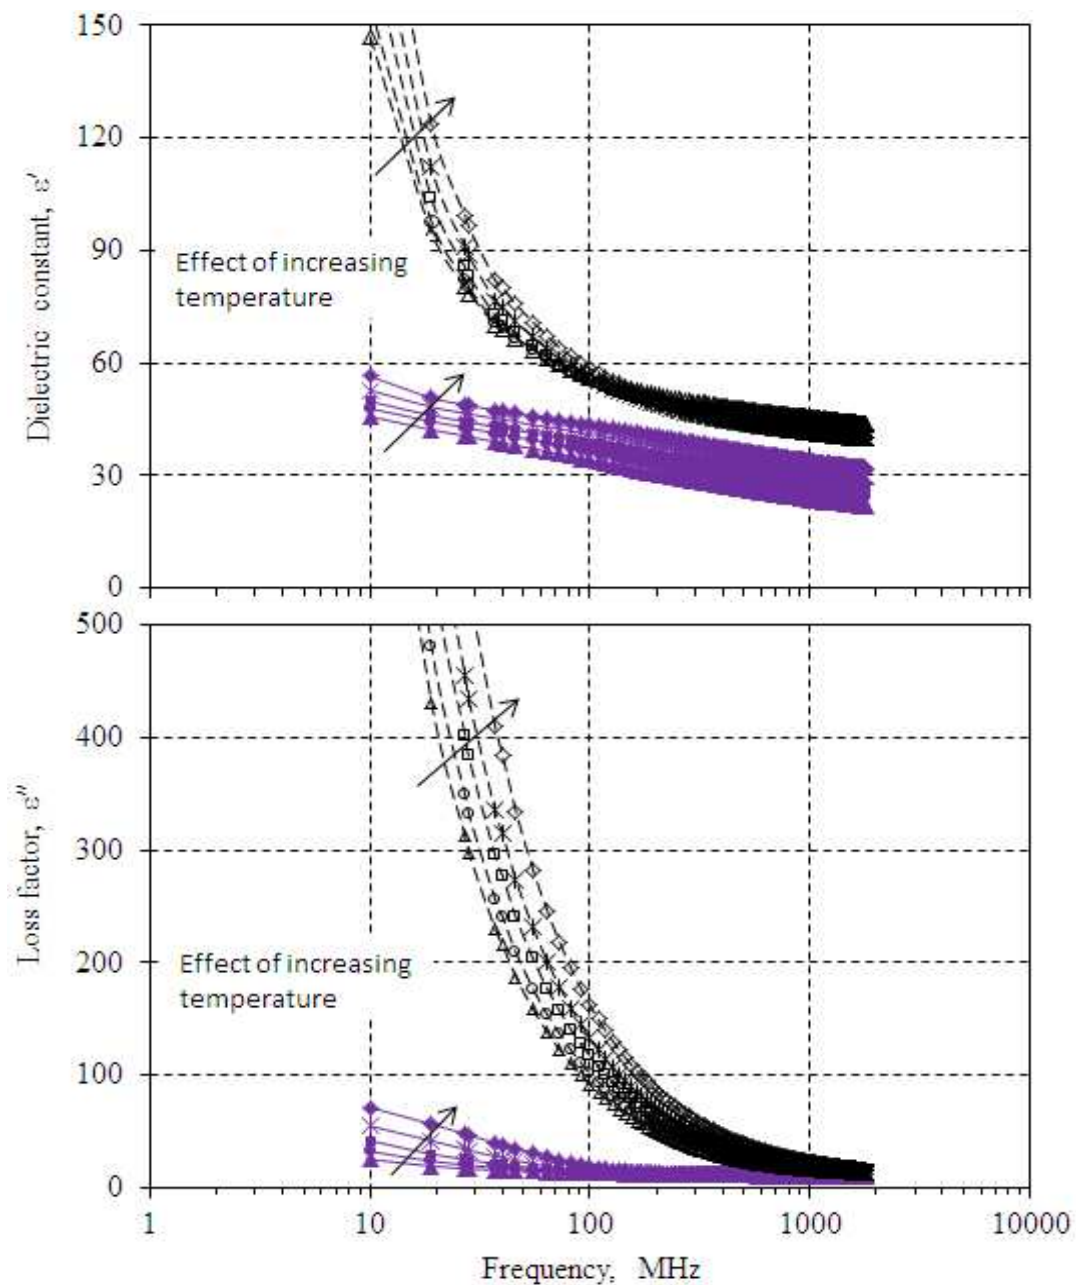 150
120
90
60
30
0
Dielectric constant, ε′
Effect of increasing
temperature
500
400
300
200
100
0
Loss factor, ε″
Effect of increasing
temperature
1 10 100 1000 10000
Frequency, MHz